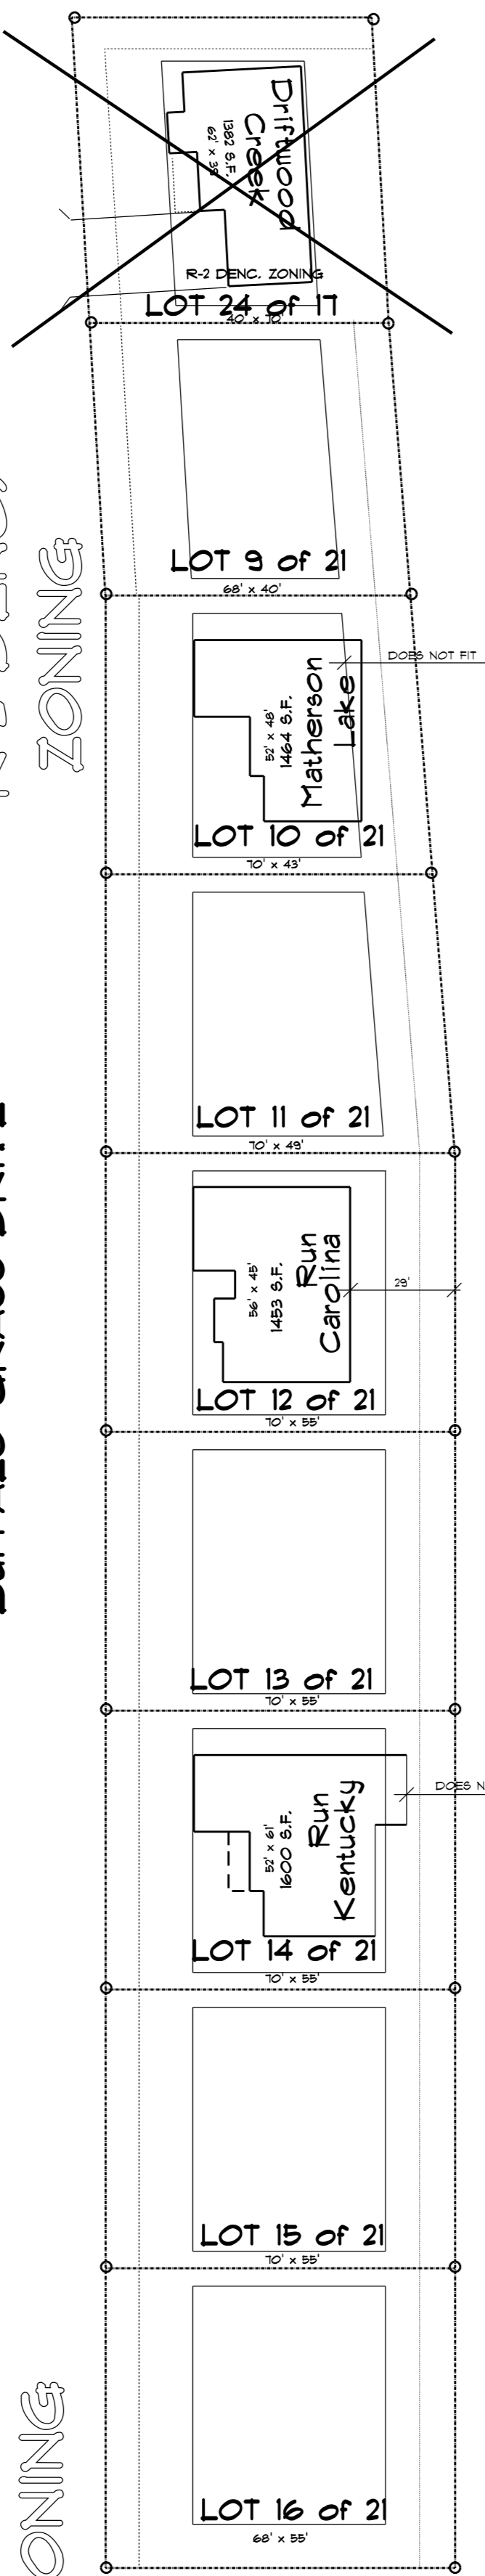 Driftwood
Creek
1382 S.F.
R-2 DENC. ZONING
LOT 24 of 17
40' x 70'
LOT 9 of 21
68' x 40'
ZONING
DOES NOT FIT
Matherson
Lake
52' x 48'
1464 S.F.
LOT 10 of 21
70' x 43'
LOT 11 of 21
70' x 49'
Run
Carolina
56' x 45'
1453 S.F.
29'
LOT 12 of 21
70' x 55'
LOT 13 of 21
70' x 55'
DOES N
Run
Kentucky
52' x 61'
1600 S.F.
LOT 14 of 21
70' x 55'
LOT 15 of 21
70' x 55'
ONING
LOT 16 of 21
68' x 55'